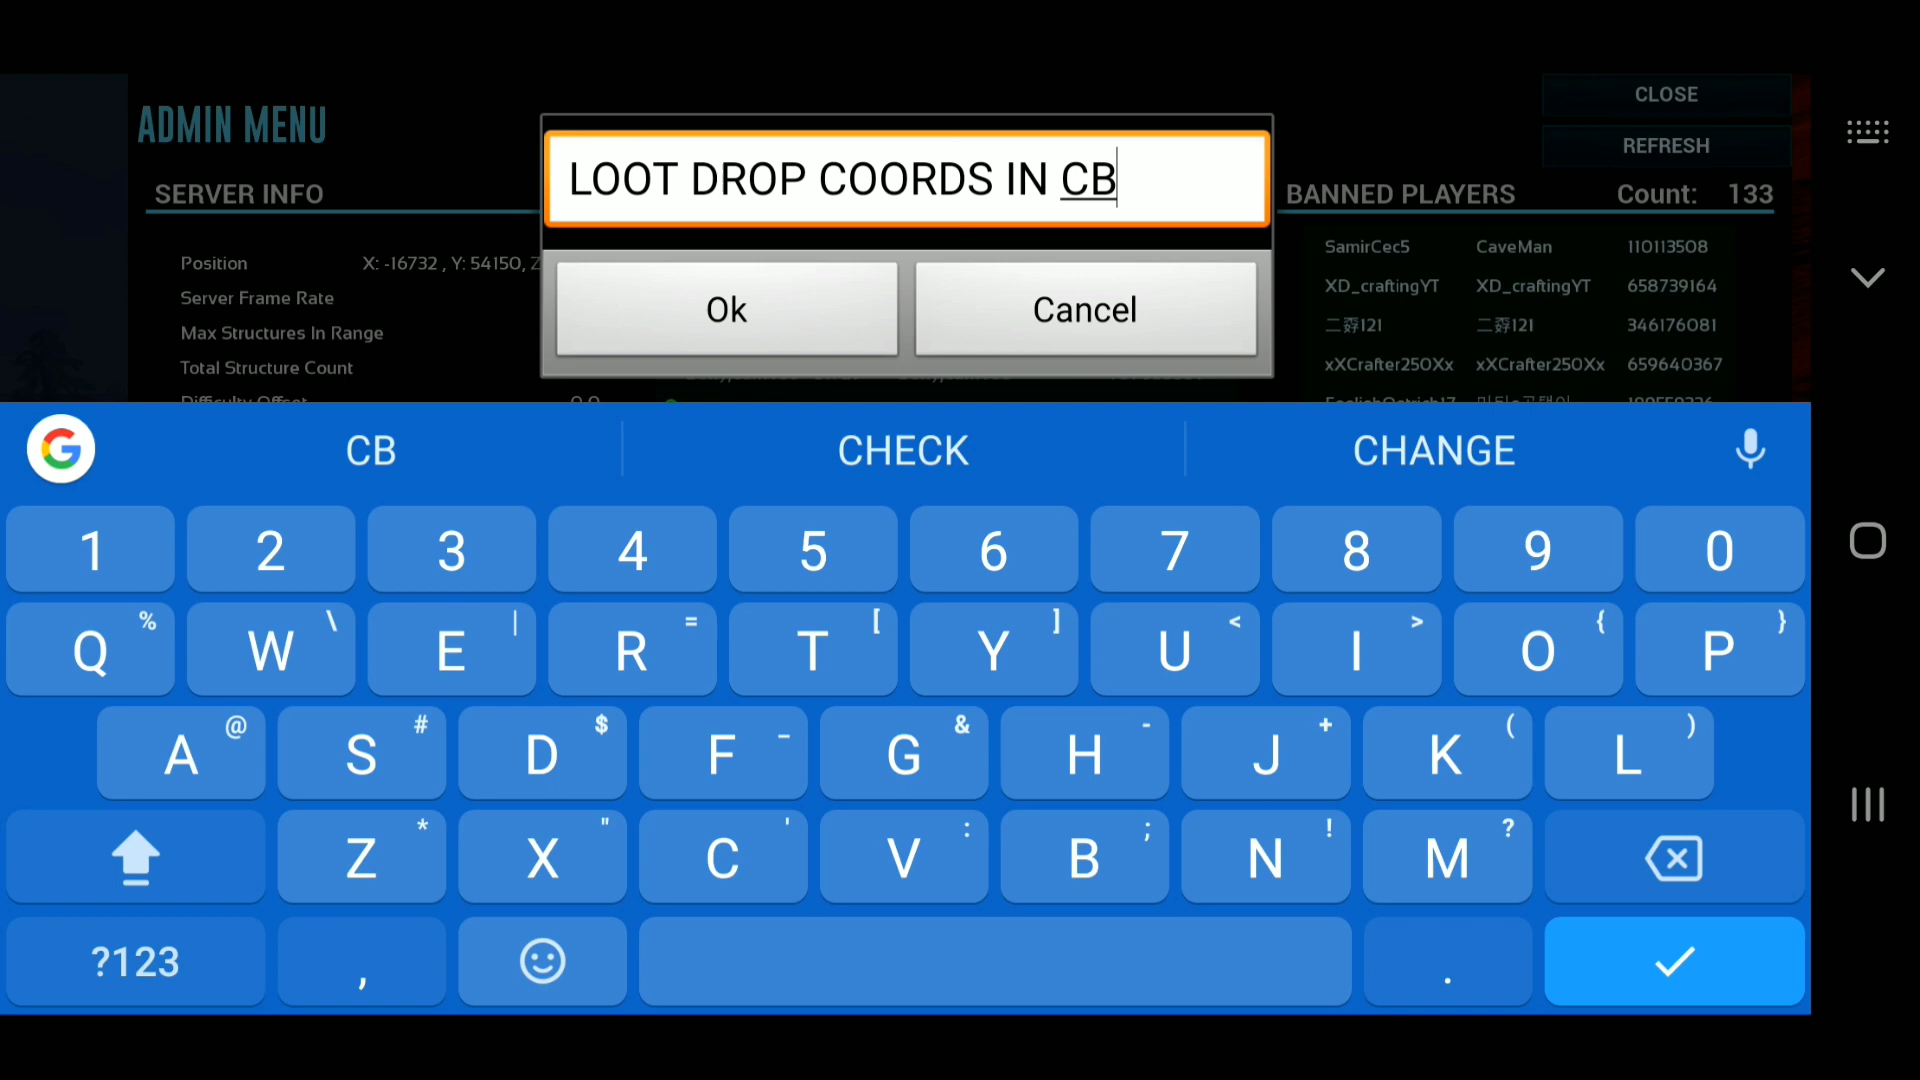 ADMIN MENU
CLOSE
REFRESH
LOOT DROP COORDS IN CB
Ok
Cancel
SERVER INFO
Position X: -16732 , Y: 54150, Z
Server Frame Rate
Max Structures In Range
Total Structure Count
BANNED PLAYERS Count: 133
SamirCec5 CaveMan 110113508
XD_craftingYT XD_craftingYT 658739164
二孬121 二孬121 346176081
xXCrafter250Xx xXCrafter250Xx 659640367
G CB CHECK CHANGE
1 2 3 4 5 6 7 8 9 0
Q % W \ E | R = T [ Y ] U < I > O { P }
A @ S # D $ F _ G & H - J + K ( L )
Z * X " C ' V : B ; N ! M ?
?123 , .